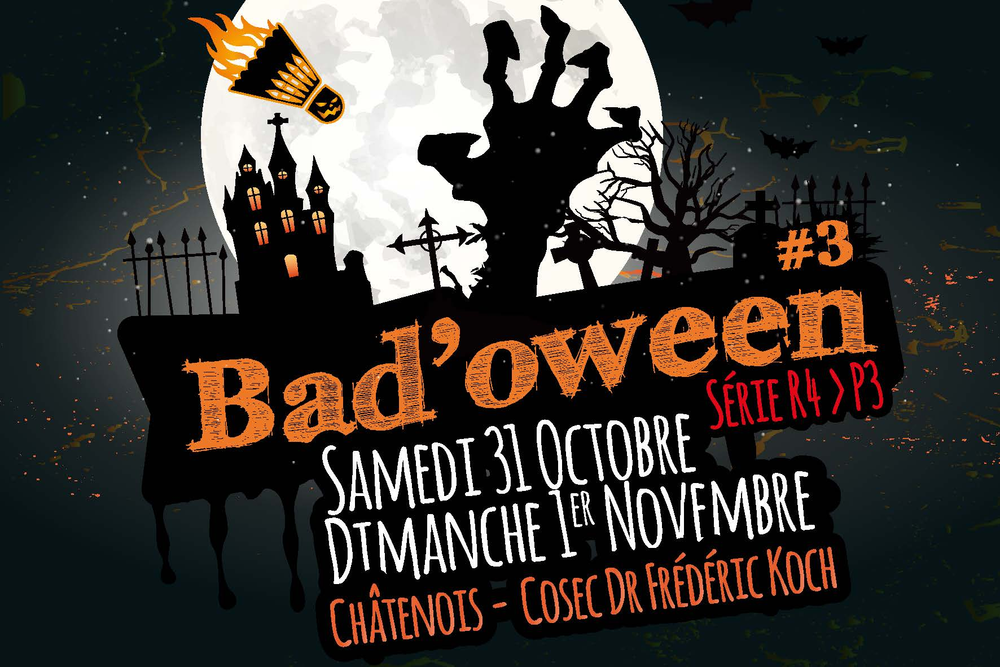 #3
Bad'oween
Série R4 > P3
Samedi 31 Octobre
Dimanche 1er Novembre
Châtenois - Cosec Dr Frédéric Koch